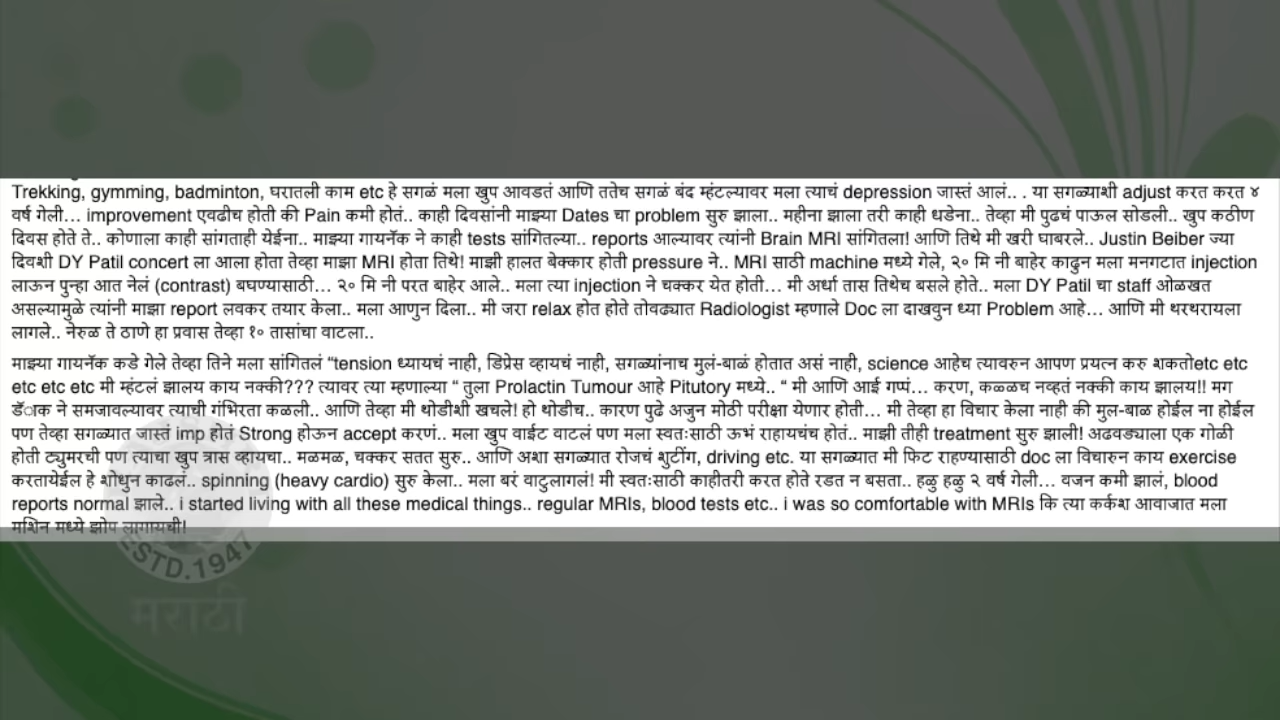 Trekking, gymming, badminton, घरातली काम etc हे सगळं मला खुप आवडतं आणि ततेच सगळं बंद म्हंटल्यावर मला त्याचं depression जास्तं आलं.. . या सगळ्याशी adjust करत करत ४
वर्ष गेली... improvement एवढीच होती की Pain कमी होतं.. काही दिवसांनी माझ्या Dates चा problem सुरु झाला.. महीना झाला तरी काही धडेना.. तेव्हा मी पुढचं पाऊल सोडली.. खुप कठीण
दिवस होते ते.. कोणाला काही सांगताही येईना.. माझ्या गायनॅक ने काही tests सांगितल्या.. reports आल्यावर त्यांनी Brain MRI सांगितला! आणि तिथे मी खरी घाबरले.. Justin Beiber ज्या
दिवशी DY Patil concert ला आला होता तेव्हा माझा MRI होता तिथे! माझी हालत बेक्कार होती pressure ने.. MRI साठी machine मध्ये गेले, २० मि नी बाहेर काढुन मला मनगटात injection
लाऊन पुन्हा आत नेलं (contrast) बघण्यासाठी... २० मि नी परत बाहेर आले.. मला त्या injection ने चक्कर येत होती... मी अर्धा तास तिथेच बसले होते.. मला DY Patil चा staff ओळखत
असल्यामुळे त्यांनी माझा report लवकर तयार केला.. मला आणुन दिला.. मी जरा relax होत होते तोवढ्यात Radiologist म्हणाले Doc ला दाखवुन ध्या Problem आहे... आणि मी थरथरायला
लागले.. नेरुळ ते ठाणे हा प्रवास तेव्हा १० तासांचा वाटला..
माझ्या गायनॅक कडे गेले तेव्हा तिने मला सांगितलं “tension ध्यायचं नाही, डिप्रेस व्हायचं नाही, सगळ्यांनाच मुलं-बाळं होतात असं नाही, science आहेच त्यावरुन आपण प्रयत्न करु शकतोetc etc
etc etc etc मी म्हंटलं झालय काय नक्की??? त्यावर त्या म्हणाल्या “ तुला Prolactin Tumour आहे Pitutory मध्ये.. “ मी आणि आई गप्पं... करण, कळ्ळच नव्हतं नक्की काय झालय!! मग
डॅाक ने समजावल्यावर त्याची गंभिरता कळली.. आणि तेव्हा मी थोडीशी खचले! हो थोडीच.. कारण पुढे अजुन मोठी परीक्षा येणार होती... मी तेव्हा हा विचार केला नाही की मुल-बाळ होईल ना होईल
पण तेव्हा सगळ्यात जास्तं imp होतं Strong होऊन accept करणं.. मला खुप वाईट वाटलं पण मला स्वतःसाठी ऊभं राहायचंच होतं.. माझी तीही treatment सुरु झाली! अढवड्याला एक गोळी
होती ट्युमरची पण त्याचा खुप त्रास व्हायचा.. मळमळ, चक्कर सतत सुरु.. आणि अशा सगळ्यात रोजचं शुटींग, driving etc. या सगळ्यात मी फिट राहण्यासाठी doc ला विचारुन काय exercise
करतायेईल हे शोधुन काढलं.. spinning (heavy cardio) सुरु केला.. मला बरं वाटुलागलं! मी स्वतःसाठी काहीतरी करत होते रडत न बसता.. हळु हळु २ वर्ष गेली... वजन कमी झालं, blood
reports normal झाले.. i started living with all these medical things.. regular MRIs, blood tests etc.. i was so comfortable with MRIs कि त्या कर्कश आवाजात मला
मशिन मध्ये झोप लागायची!
ESTD.1947
मराठी